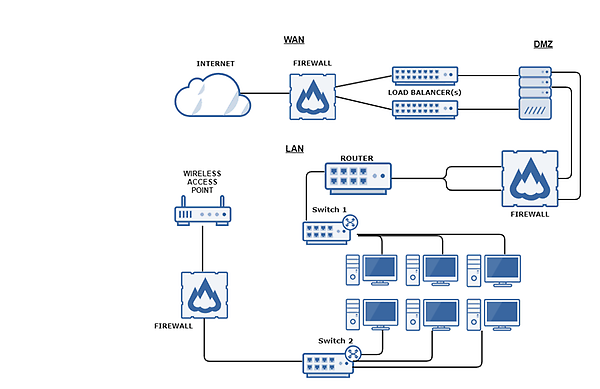 WAN
DMZ
INTERNET
FIREWALL
LOAD BALANCER(s)
LAN
ROUTER
WIRELESS
ACCESS
POINT
Switch 1
FIREWALL
FIREWALL
Switch 2